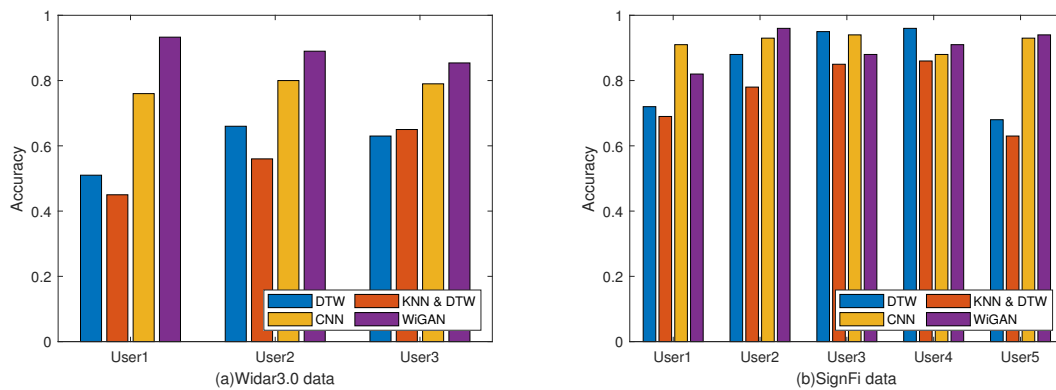 1
0.8
0.6
0.4
0.2
0
Accuracy
User1 User2 User3
DTW KNN & DTW
CNN WiGAN
(a)Widar3.0 data
1
0.8
0.6
0.4
0.2
0
Accuracy
User1 User2 User3 User4 User5
DTW KNN & DTW
CNN WiGAN
(b)SignFi data